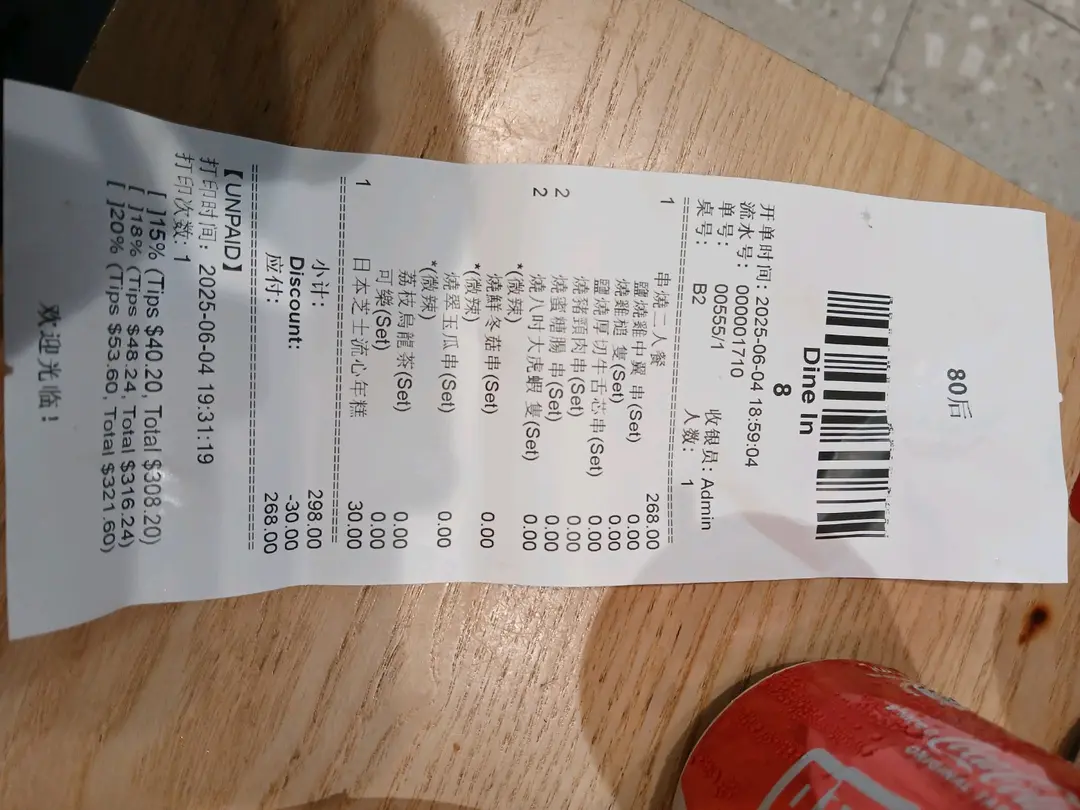 80后
Dine In
8
开单时间: 2025-06-04 18:59:04
流水号: 000001710 收银员: Admin
单号: 00555/1 人数: 1
桌号: B2
1 串燒二人餐 268.00
鹽燒雞中翼 串(Set) 0.00
燒雞槌 隻(Set) 0.00
鹽燒厚切牛舌芯串(Set) 0.00
燒豬頸肉串(Set) 0.00
2 燒蜜糖腸 串(Set) 0.00
2 燒八吋大虎蝦 隻(Set) 0.00
*(微辣)
燒鮮冬菇串(Set) 0.00
*(微辣)
燒翠玉瓜串(Set) 0.00
*(微辣)
荔枝烏龍茶(Set) 0.00
可樂(Set) 0.00
1 日本芝士流心年糕 30.00
小计: 298.00
Discount: -30.00
应付: 268.00
【UNPAID】
打印时间: 2025-06-04 19:31:19
打印次数: 1
[ ]15% (Tips $40.20, Total $308.20)
[ ]18% (Tips $48.24, Total $316.24)
[ ]20% (Tips $53.60, Total $321.60)
欢迎光临!
Coca-Cola
ORIGINAL